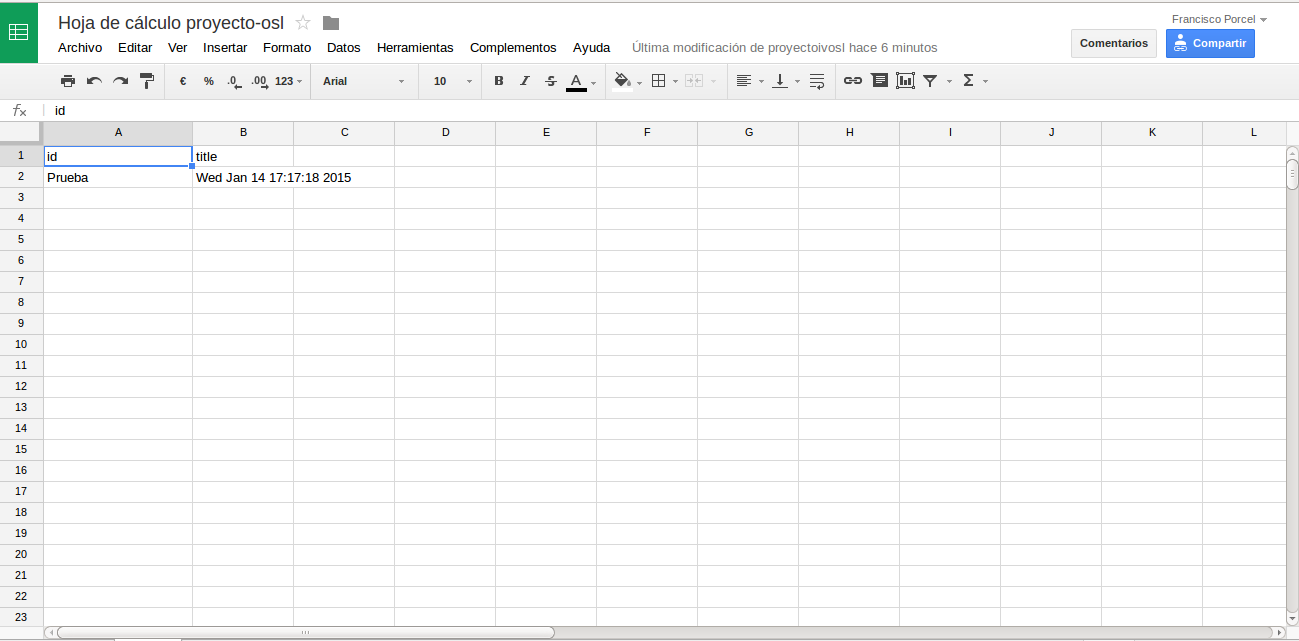 Hoja de cálculo proyecto-osl
Francisco Porcel
Archivo Editar Ver Insertar Formato Datos Herramientas Complementos Ayuda Última modificación de proyectoivosl hace 6 minutos
Comentarios Compartir
€ % .0 .00 123 Arial 10 B I S A Σ
fx id
A B C D E F G H I J K L
1 id title
2 Prueba Wed Jan 14 17:17:18 2015
3
4
5
6
7
8
9
10
11
12
13
14
15
16
17
18
19
20
21
22
23